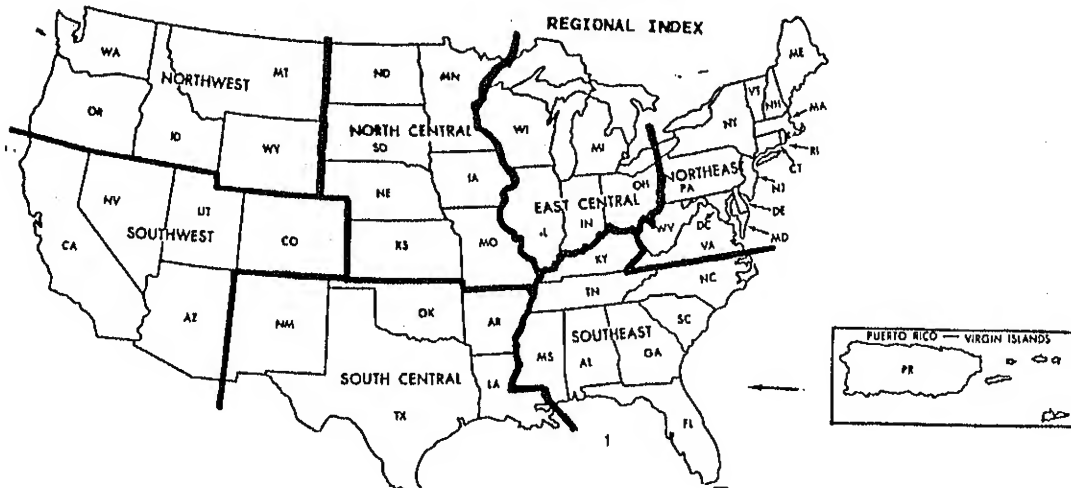 REGIONAL INDEX
WA
MT
ND
MN
ME
NORTHWEST
VT
NH
MA
OR
ID
WY
NORTH CENTRAL
SD
WI
MI
NY
RI
CT
NORTHEAST
PA
NJ
DE
MD
NV
UT
NE
IA
OH
EAST CENTRAL
IL
IN
WV
DC
VA
CA
SOUTHWEST
CO
KS
MO
KY
NC
TN
AZ
NM
OK
AR
SOUTHEAST
SC
MS
AL
GA
SOUTH CENTRAL
LA
TX
FL
1
PUERTO RICO — VIRGIN ISLANDS
PR